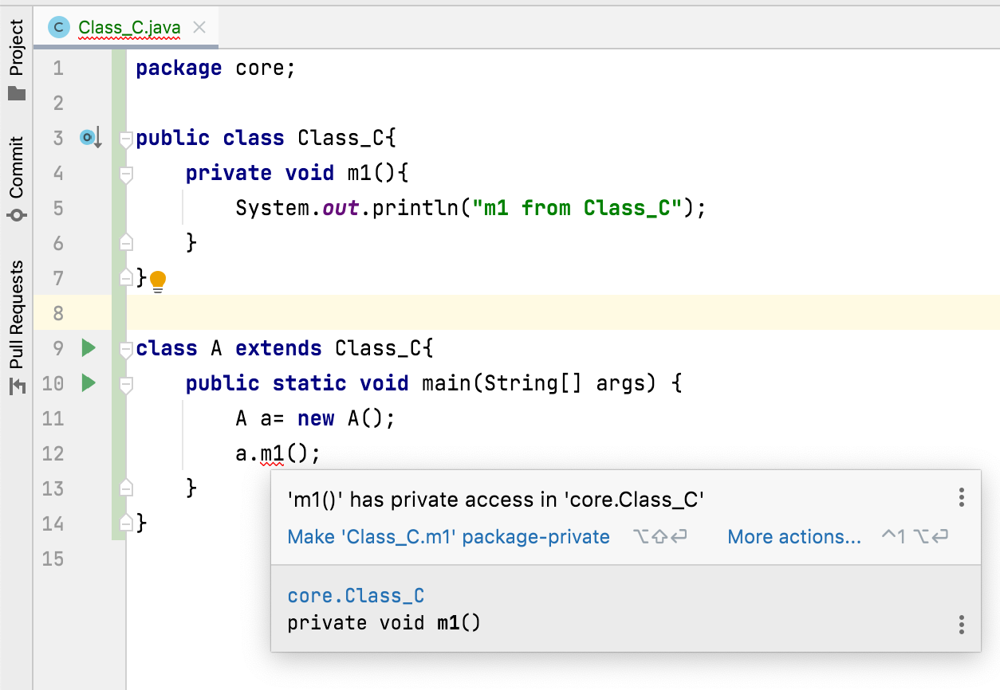 Project
Commit
Pull Requests
C Class_C.java
1 package core;
2
3 public class Class_C{
4 private void m1(){
5 System.out.println("m1 from Class_C");
6 }
7 }
8
9 class A extends Class_C{
10 public static void main(String[] args) {
11 A a= new A();
12 a.m1();
13 }
14 }
15
'm1()' has private access in 'core.Class_C'
Make 'Class_C.m1' package-private ⌥⇧↩ More actions... ^1 ⌥↩
core.Class_C
private void m1()